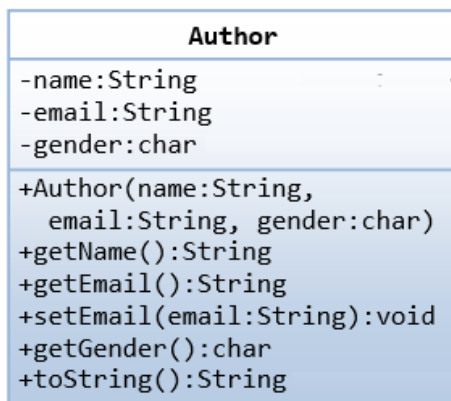 Author
-name:String
-email:String
-gender:char
+Author(name:String,
email:String, gender:char)
+getName():String
+getEmail():String
+setEmail(email:String):void
+getGender():char
+toString():String